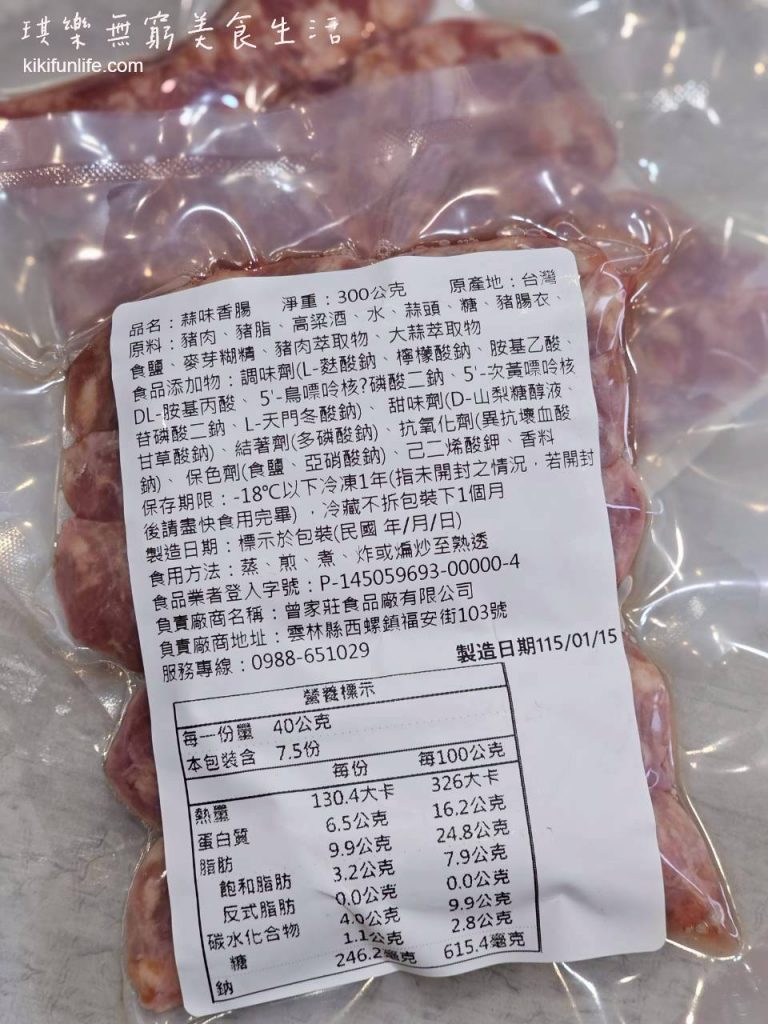 琪樂無窮美食生活
kikifunlife.com
品名：蒜味香腸 淨重：300公克 原產地：台灣
原料：豬肉、豬脂、高粱酒、水、蒜頭、糖、豬腸衣、
食鹽、麥芽糊精、豬肉萃取物、大蒜萃取物
食品添加物：調味劑(L-麩酸鈉、檸檬酸鈉、胺基乙酸、
DL-胺基丙酸、5'-鳥嘌呤核?磷酸二鈉、5'-次黃嘌呤核
苷磷酸二鈉、L-天門冬酸鈉)、甜味劑(D-山梨糖醇液、
甘草酸鈉)、結著劑(多磷酸鈉)、抗氧化劑(異抗壞血酸
鈉)、保色劑(食鹽、亞硝酸鈉)、己二烯酸鉀、香料
保存期限：-18℃以下冷凍1年(指未開封之情況，若開封
後請盡快食用完畢)，冷藏不拆包裝下1個月
製造日期：標示於包裝(民國 年/月/日)
食用方法：蒸、煎、煮、炸或煸炒至熟透
食品業者登入字號：P-145059693-00000-4
負責廠商名稱：曾家莊食品廠有限公司
負責廠商地址：雲林縣西螺鎮福安街103號
服務專線：0988-651029 製造日期115/01/15
營養標示
每一份量 40公克
本包裝含 7.5份
每份 每100公克
熱量 130.4大卡 326大卡
蛋白質 6.5公克 16.2公克
脂肪 9.9公克 24.8公克
飽和脂肪 3.2公克 7.9公克
反式脂肪 0.0公克 0.0公克
碳水化合物 4.0公克 9.9公克
糖 1.1公克 2.8公克
鈉 246.2毫克 615.4毫克